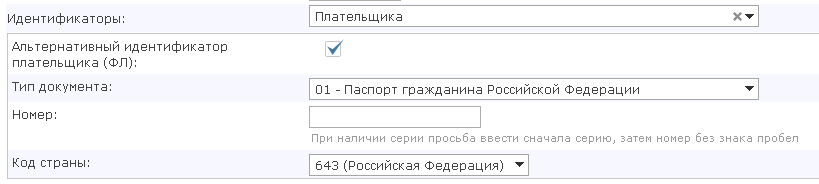 Идентификаторы: Плательщика
Альтернативный идентификатор
плательщика (ФЛ):
Тип документа: 01 - Паспорт гражданина Российской Федерации
Номер:
При наличии серии просьба ввести сначала серию, затем номер без знака пробел
Код страны: 643 (Российская Федерация)